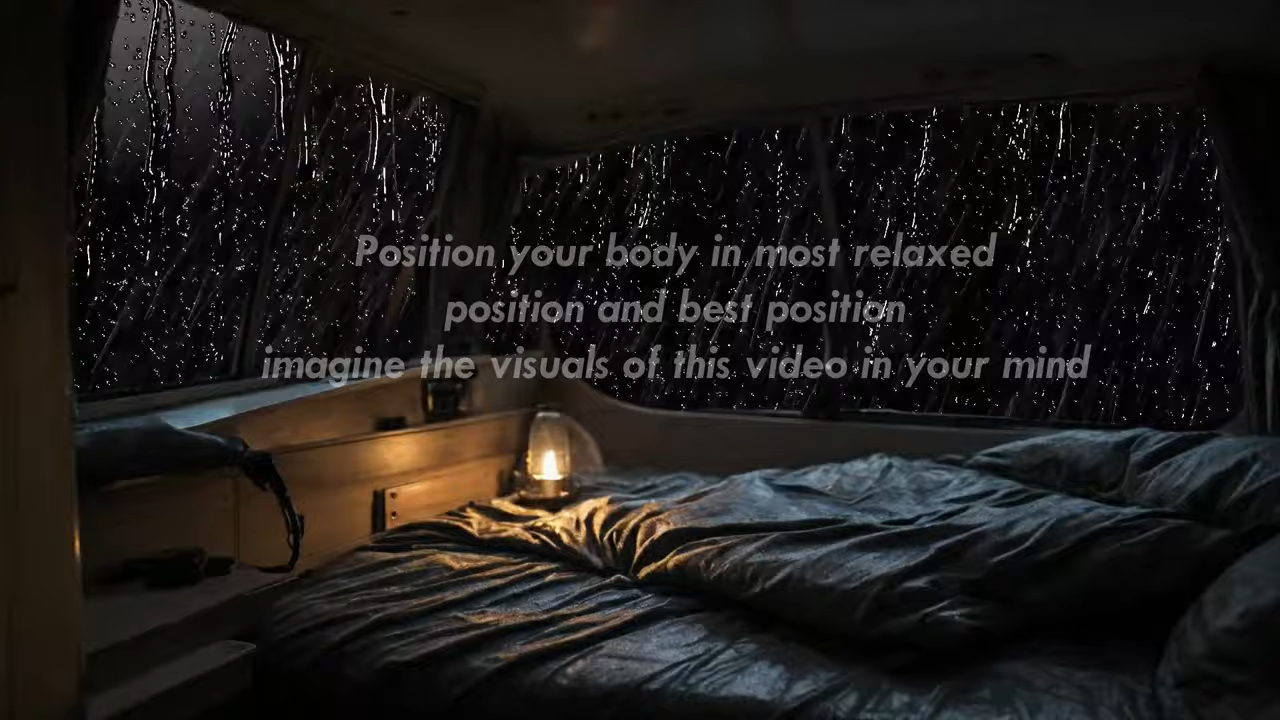 Position your body in most relaxed
position and best position
imagine the visuals of this video in your mind